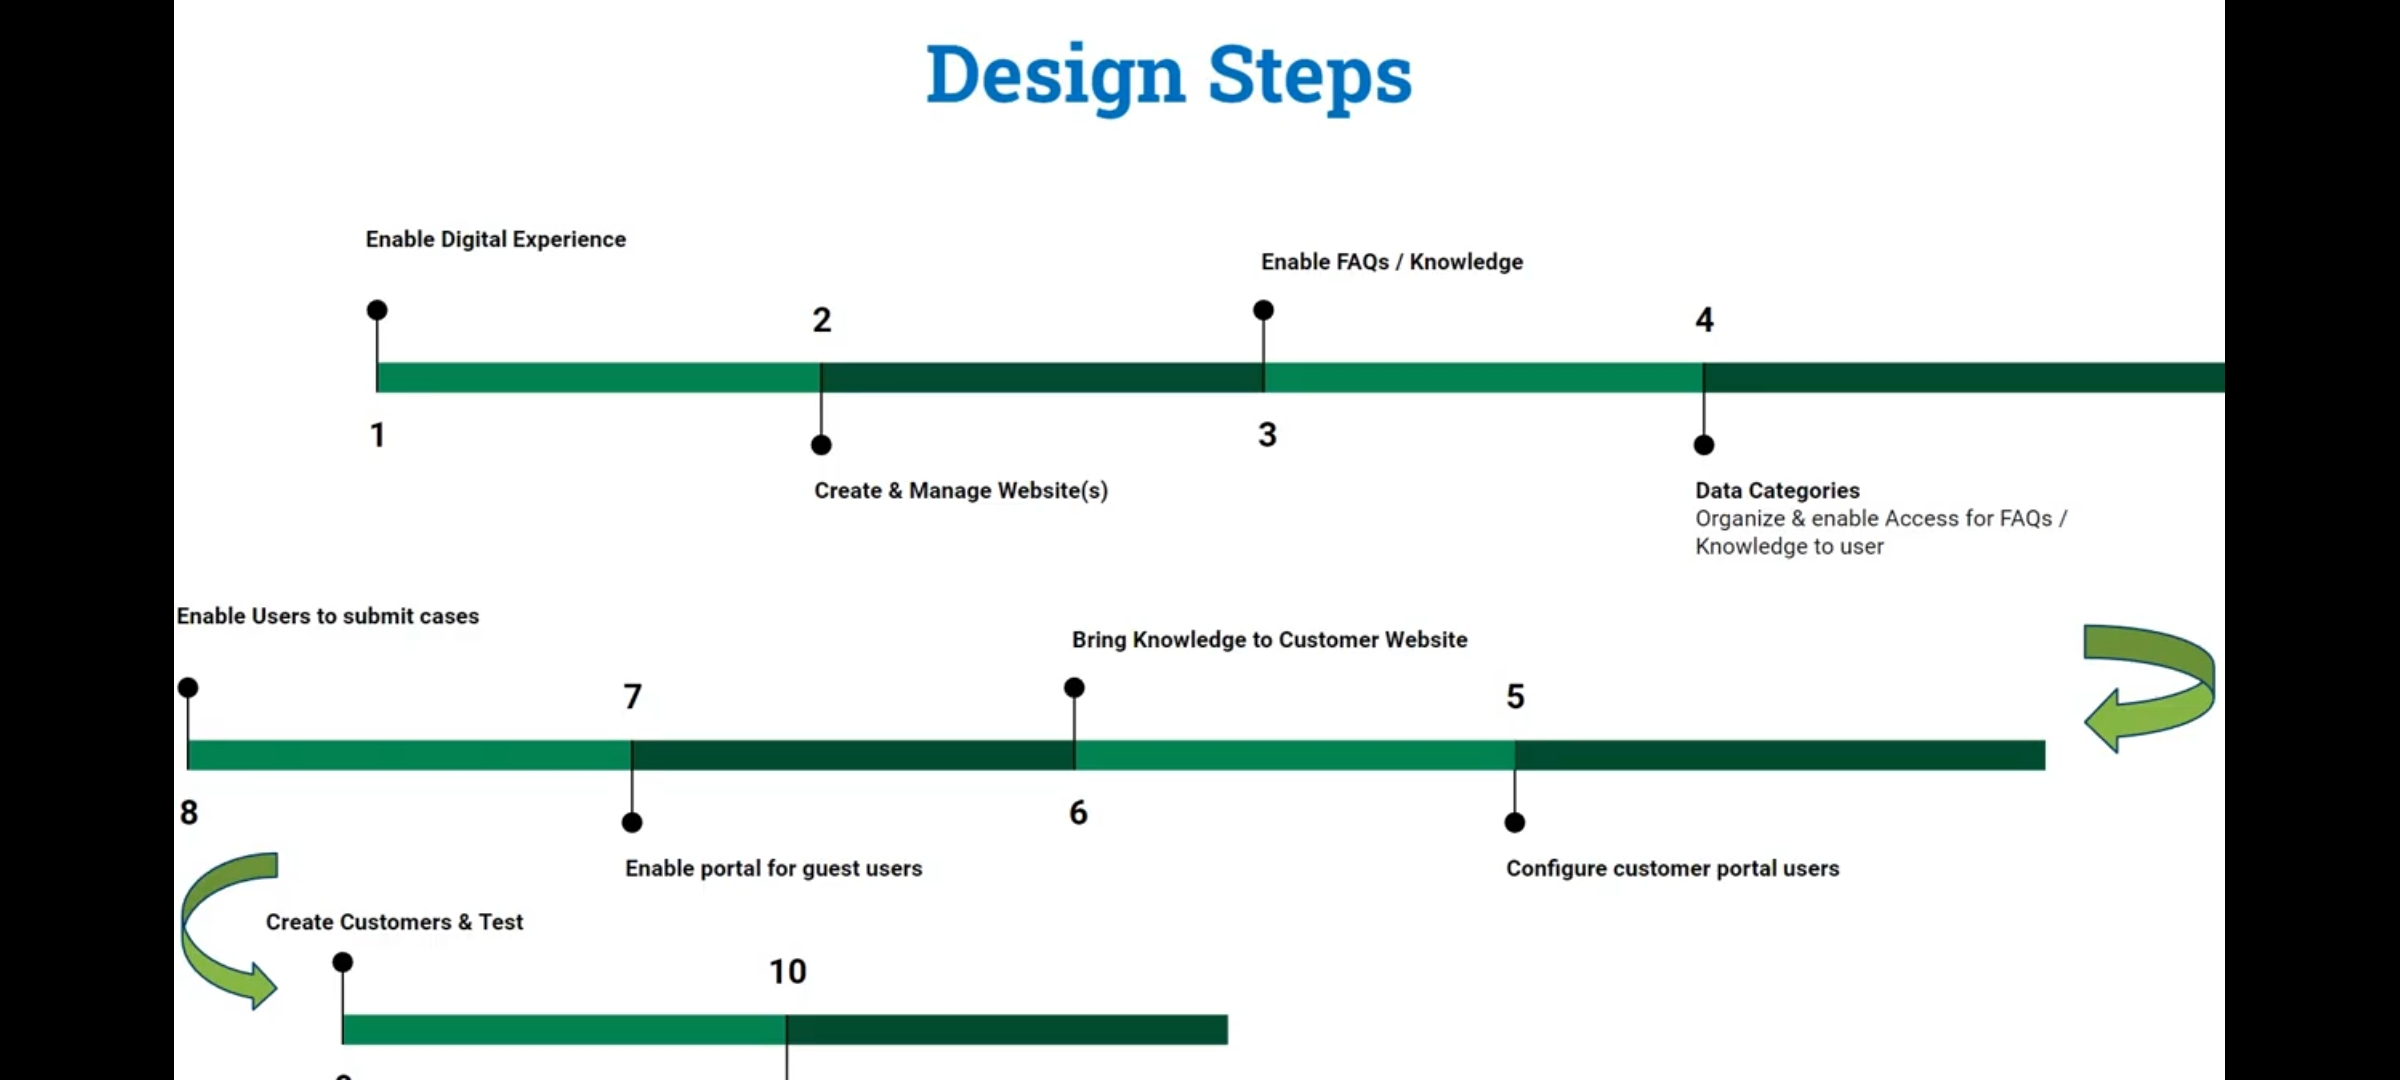 Design Steps
Enable Digital Experience
Enable FAQs / Knowledge
2
4
1
3
Create & Manage Website(s)
Data Categories
Organize & enable Access for FAQs /
Knowledge to user
Enable Users to submit cases
Bring Knowledge to Customer Website
7
5
8
6
Enable portal for guest users
Configure customer portal users
Create Customers & Test
10